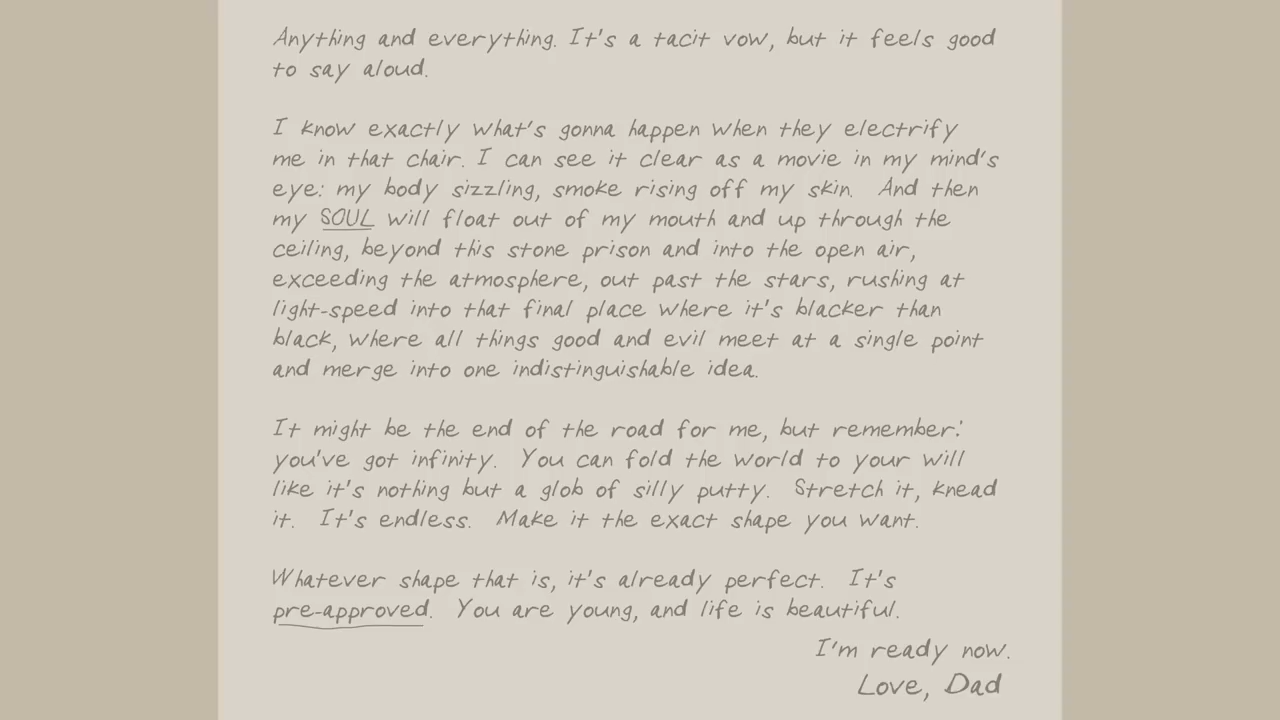 Anything and everything. It's a tacit vow, but it feels good
to say aloud.
I know exactly what's gonna happen when they electrify
me in that chair. I can see it clear as a movie in my mind's
eye: my body sizzling, smoke rising off my skin. And then
my SOUL will float out of my mouth and up through the
ceiling, beyond this stone prison and into the open air,
exceeding the atmosphere, out past the stars, rushing at
light-speed into that final place where it's blacker than
black, where all things good and evil meet at a single point
and merge into one indistinguishable idea.
It might be the end of the road for me, but remember:
you've got infinity. You can fold the world to your will
like it's nothing but a glob of silly putty. Stretch it, knead
it. It's endless. Make it the exact shape you want.
Whatever shape that is, it's already perfect. It's
pre-approved. You are young, and life is beautiful.
I'm ready now.
Love, Dad